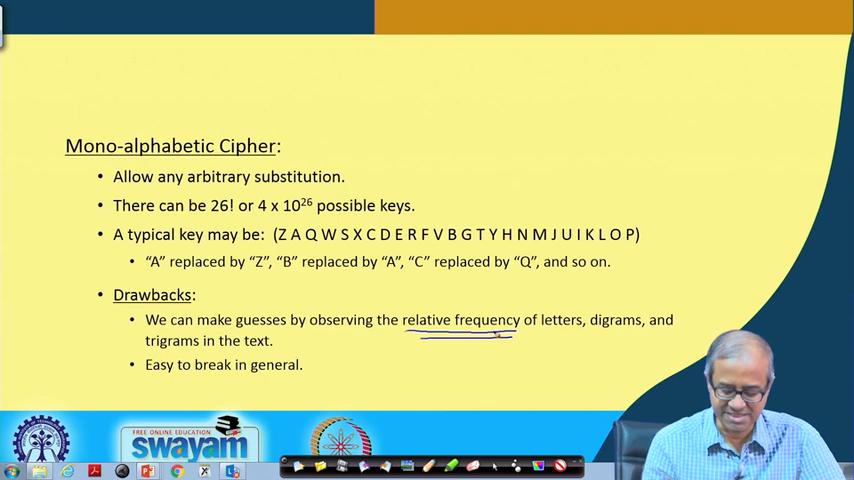 Mono-alphabetic Cipher:
• Allow any arbitrary substitution.
• There can be 26! or 4 x 10²⁶ possible keys.
• A typical key may be: (Z A Q W S X C D E R F V B G T Y H N M J U I K L O P)
• “A” replaced by “Z”, “B” replaced by “A”, “C” replaced by “Q”, and so on.
• Drawbacks:
• We can make guesses by observing the relative frequency of letters, digrams, and
trigrams in the text.
• Easy to break in general.
FREE ONLINE EDUCATION
swayam